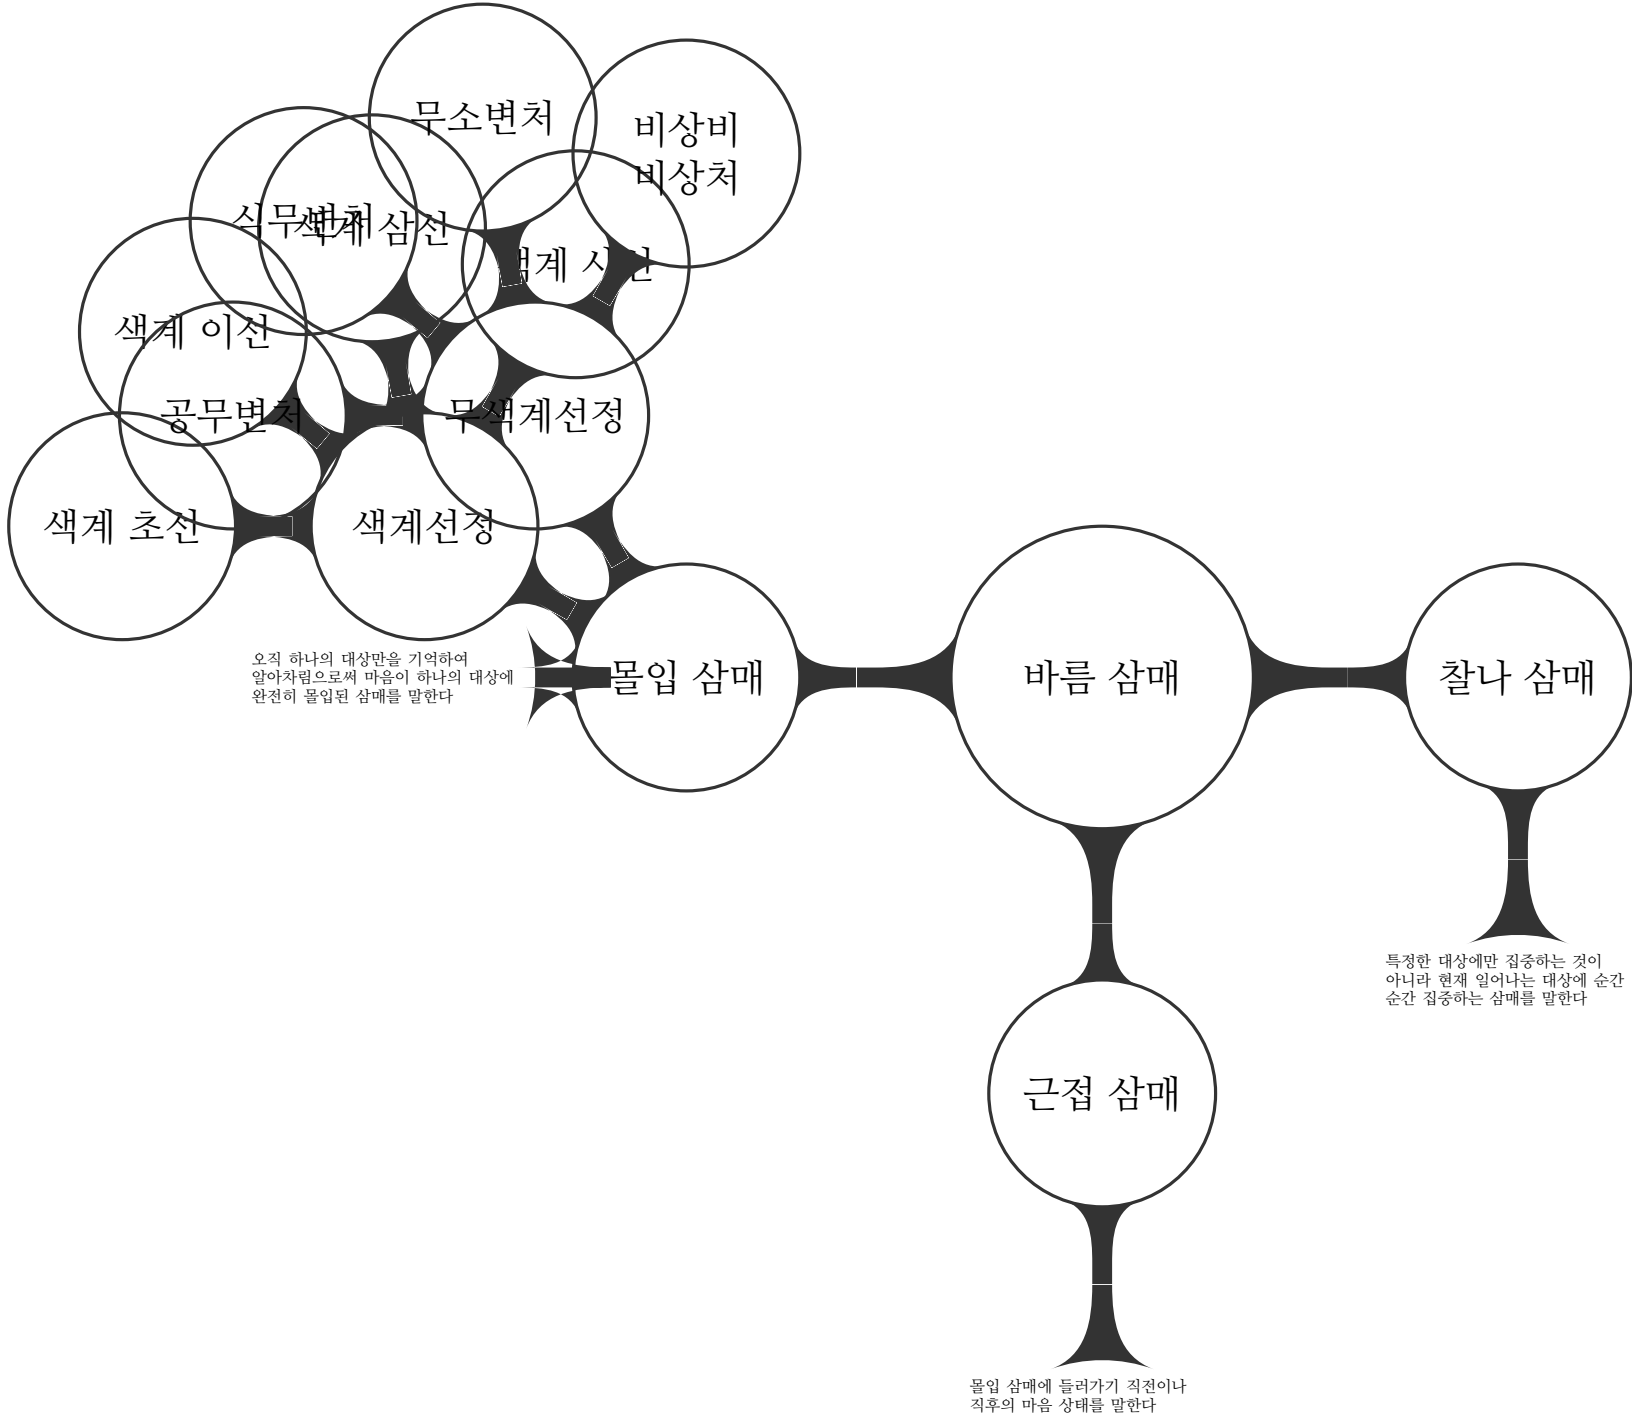 무소변처
비상비
비상처
식무변처
색계 삼선
색계 사선
색계 이선
공무변처
무색계선정
색계 초선
색계선정
오직 하나의 대상만을 기억하여
알아차림으로써 마음이 하나의 대상에
완전히 몰입된 삼매를 말한다
몰입 삼매
바름 삼매
찰나 삼매
특정한 대상에만 집중하는 것이
아니라 현재 일어나는 대상에 순간
순간 집중하는 삼매를 말한다
근접 삼매
몰입 삼매에 들러가기 직전이나
직후의 마음 상태를 말한다